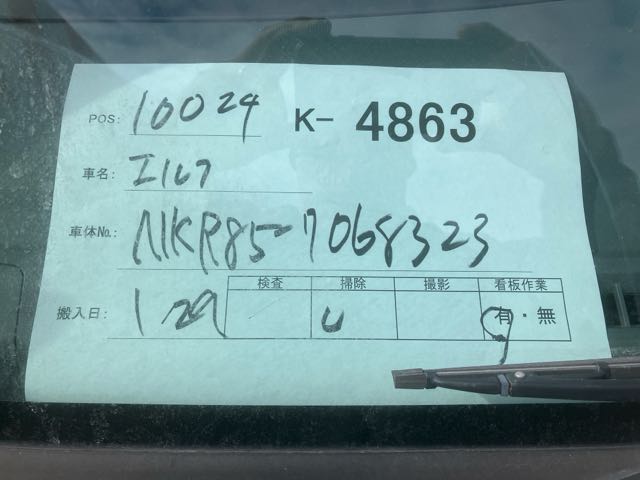 POS: 10024 K- 4863
車名: エルフ
車体No.: NKR85-7068323
検査 掃除 撮影 看板作業
搬入日: 1/29 有・無